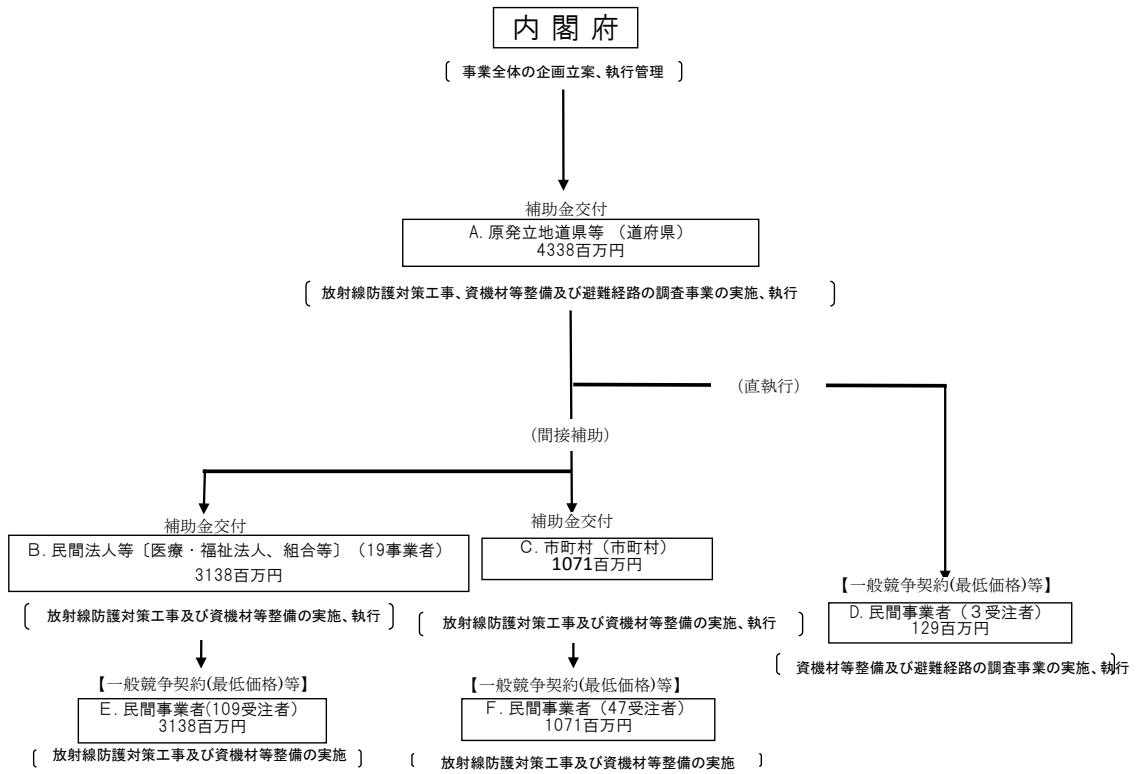 内閣府
〔 事業全体の企画立案、執行管理 〕
補助金交付
A. 原発立地道県等 （道府県）
4338百万円
〔 放射線防護対策工事、資機材等整備及び避難経路の調査事業の実施、執行 〕
（直執行）
（間接補助）
補助金交付
B. 民間法人等〔医療・福祉法人、組合等〕（19事業者）
3138百万円
〔 放射線防護対策工事及び資機材等整備の実施、執行 〕
補助金交付
C. 市町村（市町村）
1071百万円
〔 放射線防護対策工事及び資機材等整備の実施、執行 〕
【一般競争契約(最低価格)等】
D. 民間事業者（３受注者）
129百万円
〔 資機材等整備及び避難経路の調査事業の実施、執行 〕
【一般競争契約(最低価格)等】
E. 民間事業者(109受注者)
3138百万円
〔 放射線防護対策工事及び資機材等整備の実施 〕
【一般競争契約(最低価格)等】
F. 民間事業者（47受注者）
1071百万円
〔 放射線防護対策工事及び資機材等整備の実施 〕